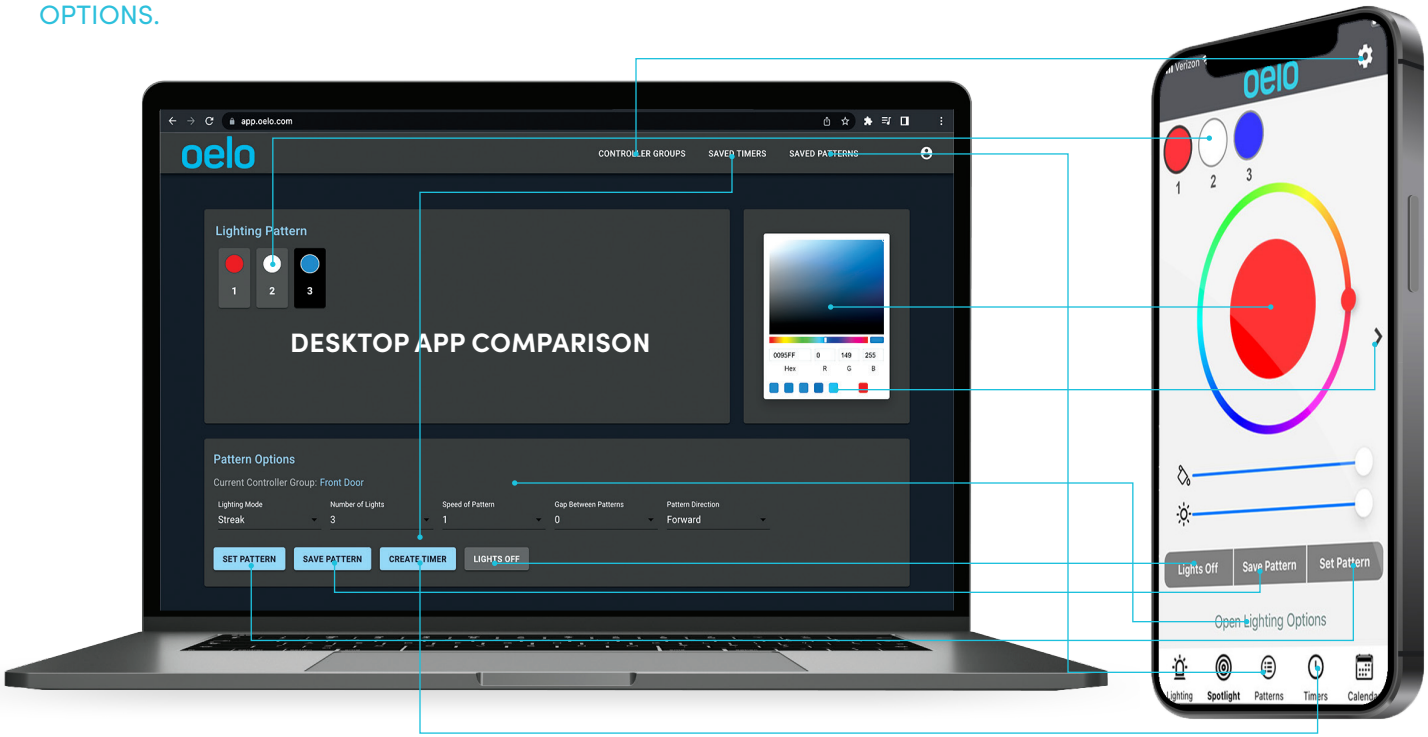 OPTIONS.
app.oelo.com
oelo
CONTROLLER GROUPS
SAVED TIMERS
SAVED PATTERNS
Lighting Pattern
1
2
3
DESKTOP APP COMPARISON
0095FF 0 149 255
Hex R G B
Pattern Options
Current Controller Group: Front Door
Lighting Mode
Number of Lights
Speed of Pattern
Gap Between Patterns
Pattern Direction
Streak
3
1
0
Forward
SET PATTERN
SAVE PATTERN
CREATE TIMER
LIGHTS OFF
Verizon
oelo
1
2
3
Lights Off
Save Pattern
Set Pattern
Open Lighting Options
Lighting
Spotlight
Patterns
Timers
Calenda